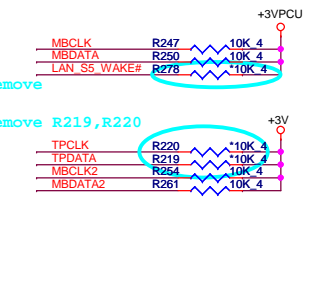 +3VPCU
MBCLK R247 10K_4
MBDATA R250 10K_4
LAN_S5_WAKE# R278 *10K_4
emove
emove R219,R220
+3V
TPCLK R220 *10K_4
TPDATA R219 *10K_4
MBCLK2 R254 10K_4
MBDATA2 R261 10K_4